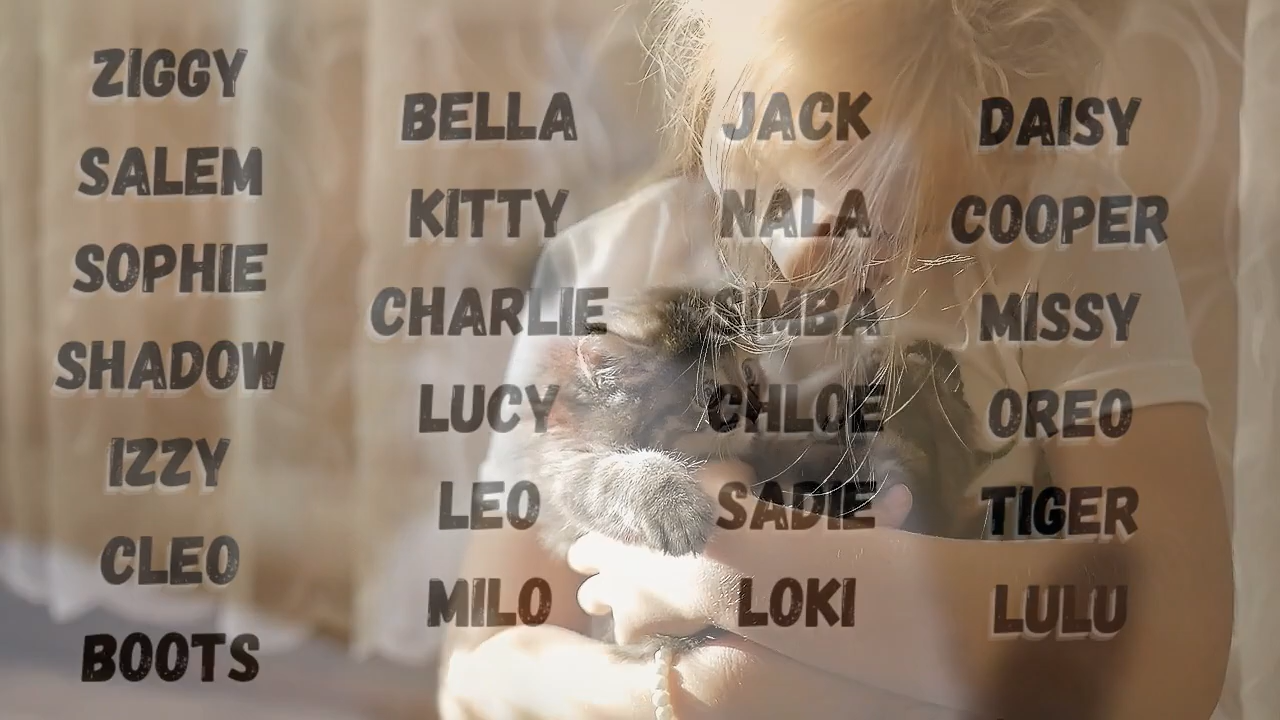 ZIGGY
SALEM
SOPHIE
SHADOW
IZZY
CLEO
BOOTS
BELLA
KITTY
CHARLIE
LUCY
LEO
MILO
JACK
NALA
SIMBA
CHLOE
SADIE
LOKI
DAISY
COOPER
MISSY
OREO
TIGER
LULU